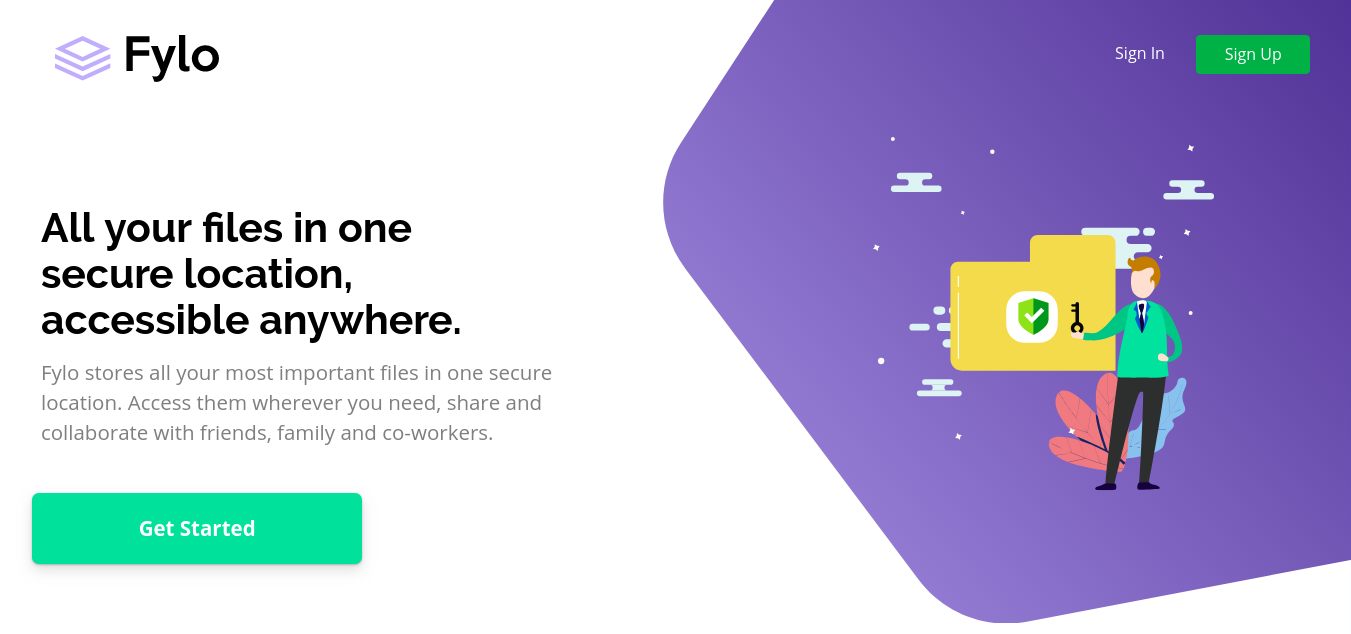 Fylo
Sign In
Sign Up
All your files in one
secure location,
accessible anywhere.
Fylo stores all your most important files in one secure
location. Access them wherever you need, share and
collaborate with friends, family and co-workers.
Get Started